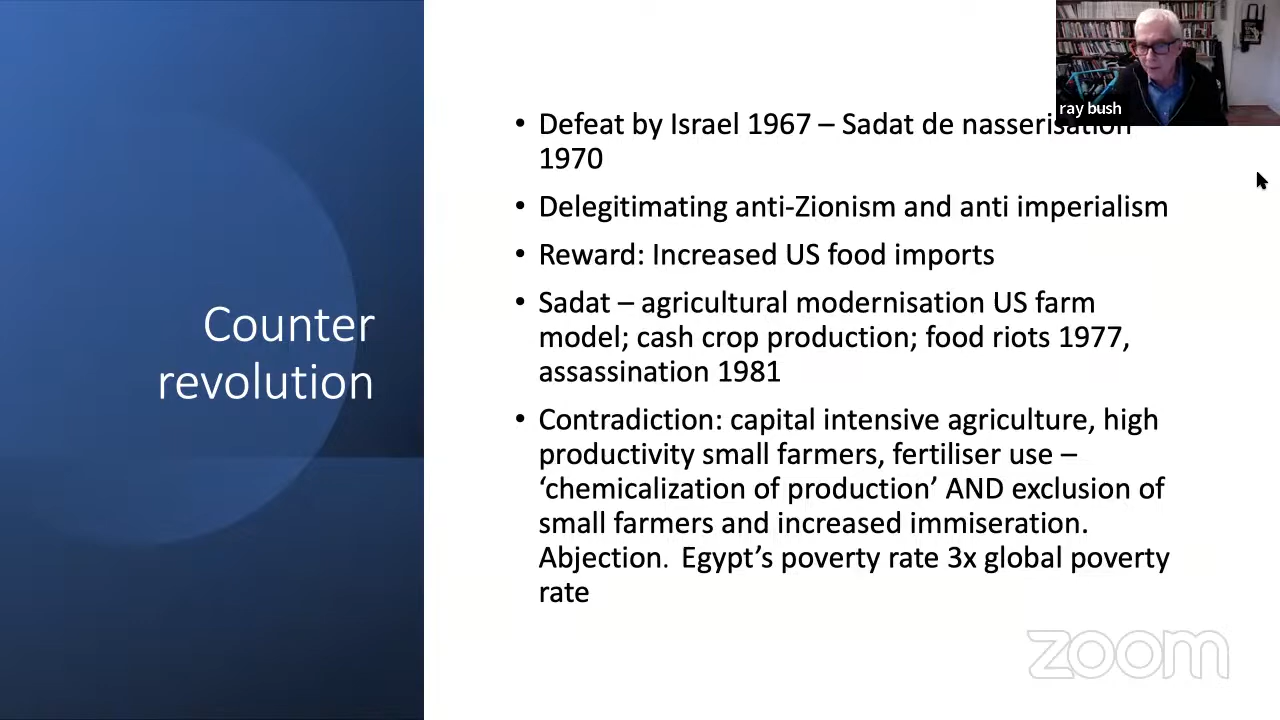 Counter
revolution
ray bush
• Defeat by Israel 1967 – Sadat de nasserisation
1970
• Delegitimating anti-Zionism and anti imperialism
• Reward: Increased US food imports
• Sadat – agricultural modernisation US farm
model; cash crop production; food riots 1977,
assassination 1981
• Contradiction: capital intensive agriculture, high
productivity small farmers, fertiliser use –
‘chemicalization of production’ AND exclusion of
small farmers and increased immiseration.
Abjection. Egypt’s poverty rate 3x global poverty
rate
zoom